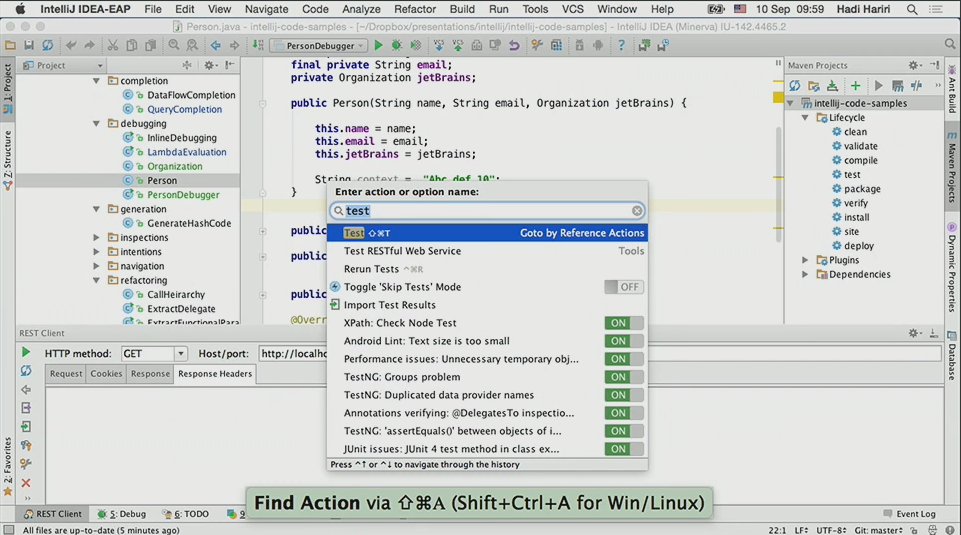 IntelliJ IDEA-EAP File Edit View Navigate Code Analyze Refactor Build Run Tools VCS Window Help 9% 10 Sep 09:59 Hadi Hariri
Person.java - intellij-code-samples - [~/Dropbox/presentations/intellij/intellij-code-samples] - IntelliJ IDEA (Minerva) IU-142.4465.2
PersonDebugger
Project
Maven Projects
1: Project
Z: Structure
2: Favorites
completion
DataFlowCompletion
QueryCompletion
debugging
InlineDebugging
LambdaEvaluation
Organization
Person
PersonDebugger
generation
GenerateHashCode
inspections
intentions
navigation
refactoring
CallHeirarchy
ExtractDelegate
ExtractFunctionalPara
final private String email;
private Organization jetBrains;
public Person(String name, String email, Organization jetBrains) {
this.name = name;
this.email = email;
this.jetBrains = jetBrains;
String context = "Abc def 10";
}
publi
publi
publi
@Over
Enter action or option name:
test
Test ⇧⌘T Goto by Reference Actions
Test RESTful Web Service Tools
Rerun Tests ^⌘R
Toggle 'Skip Tests' Mode OFF
Import Test Results
XPath: Check Node Test ON
Android Lint: Text size is too small ON
Performance issues: Unnecessary temporary obj... ON
TestNG: Groups problem ON
TestNG: Duplicated data provider names ON
Annotations verifying: @DelegatesTo inspectio... ON
TestNG: 'assertEquals()' between objects of i... ON
JUnit issues: JUnit 4 test method in class ex... ON
Press ^↑ or ^↓ to navigate through the history
intellij-code-samples
Lifecycle
clean
validate
compile
test
package
verify
install
site
deploy
Plugins
Dependencies
Ant Build
Maven Projects
Dynamic Properties
Database
REST Client
HTTP method: GET Host/port: http://localhc
Request Cookies Response Response Headers
Find Action via ⇧⌘A (Shift+Ctrl+A for Win/Linux)
REST Client 5: Debug 6: TODO 9: Event Log
All files are up-to-date (5 minutes ago) 22:1 LF÷ UTF-8÷ Git: master÷